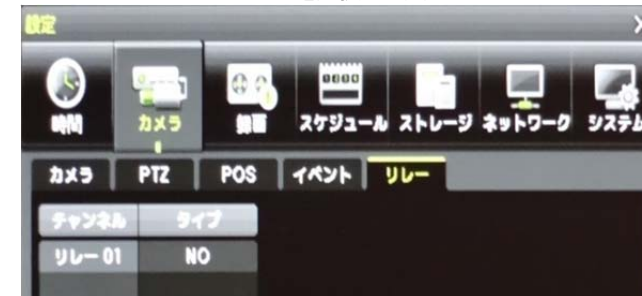 設定
時間 カメラ 録画 スケジュール ストレージ ネットワーク システム
カメラ PTZ POS イベント リレー
チャンネル タイプ
リレー 01 NO